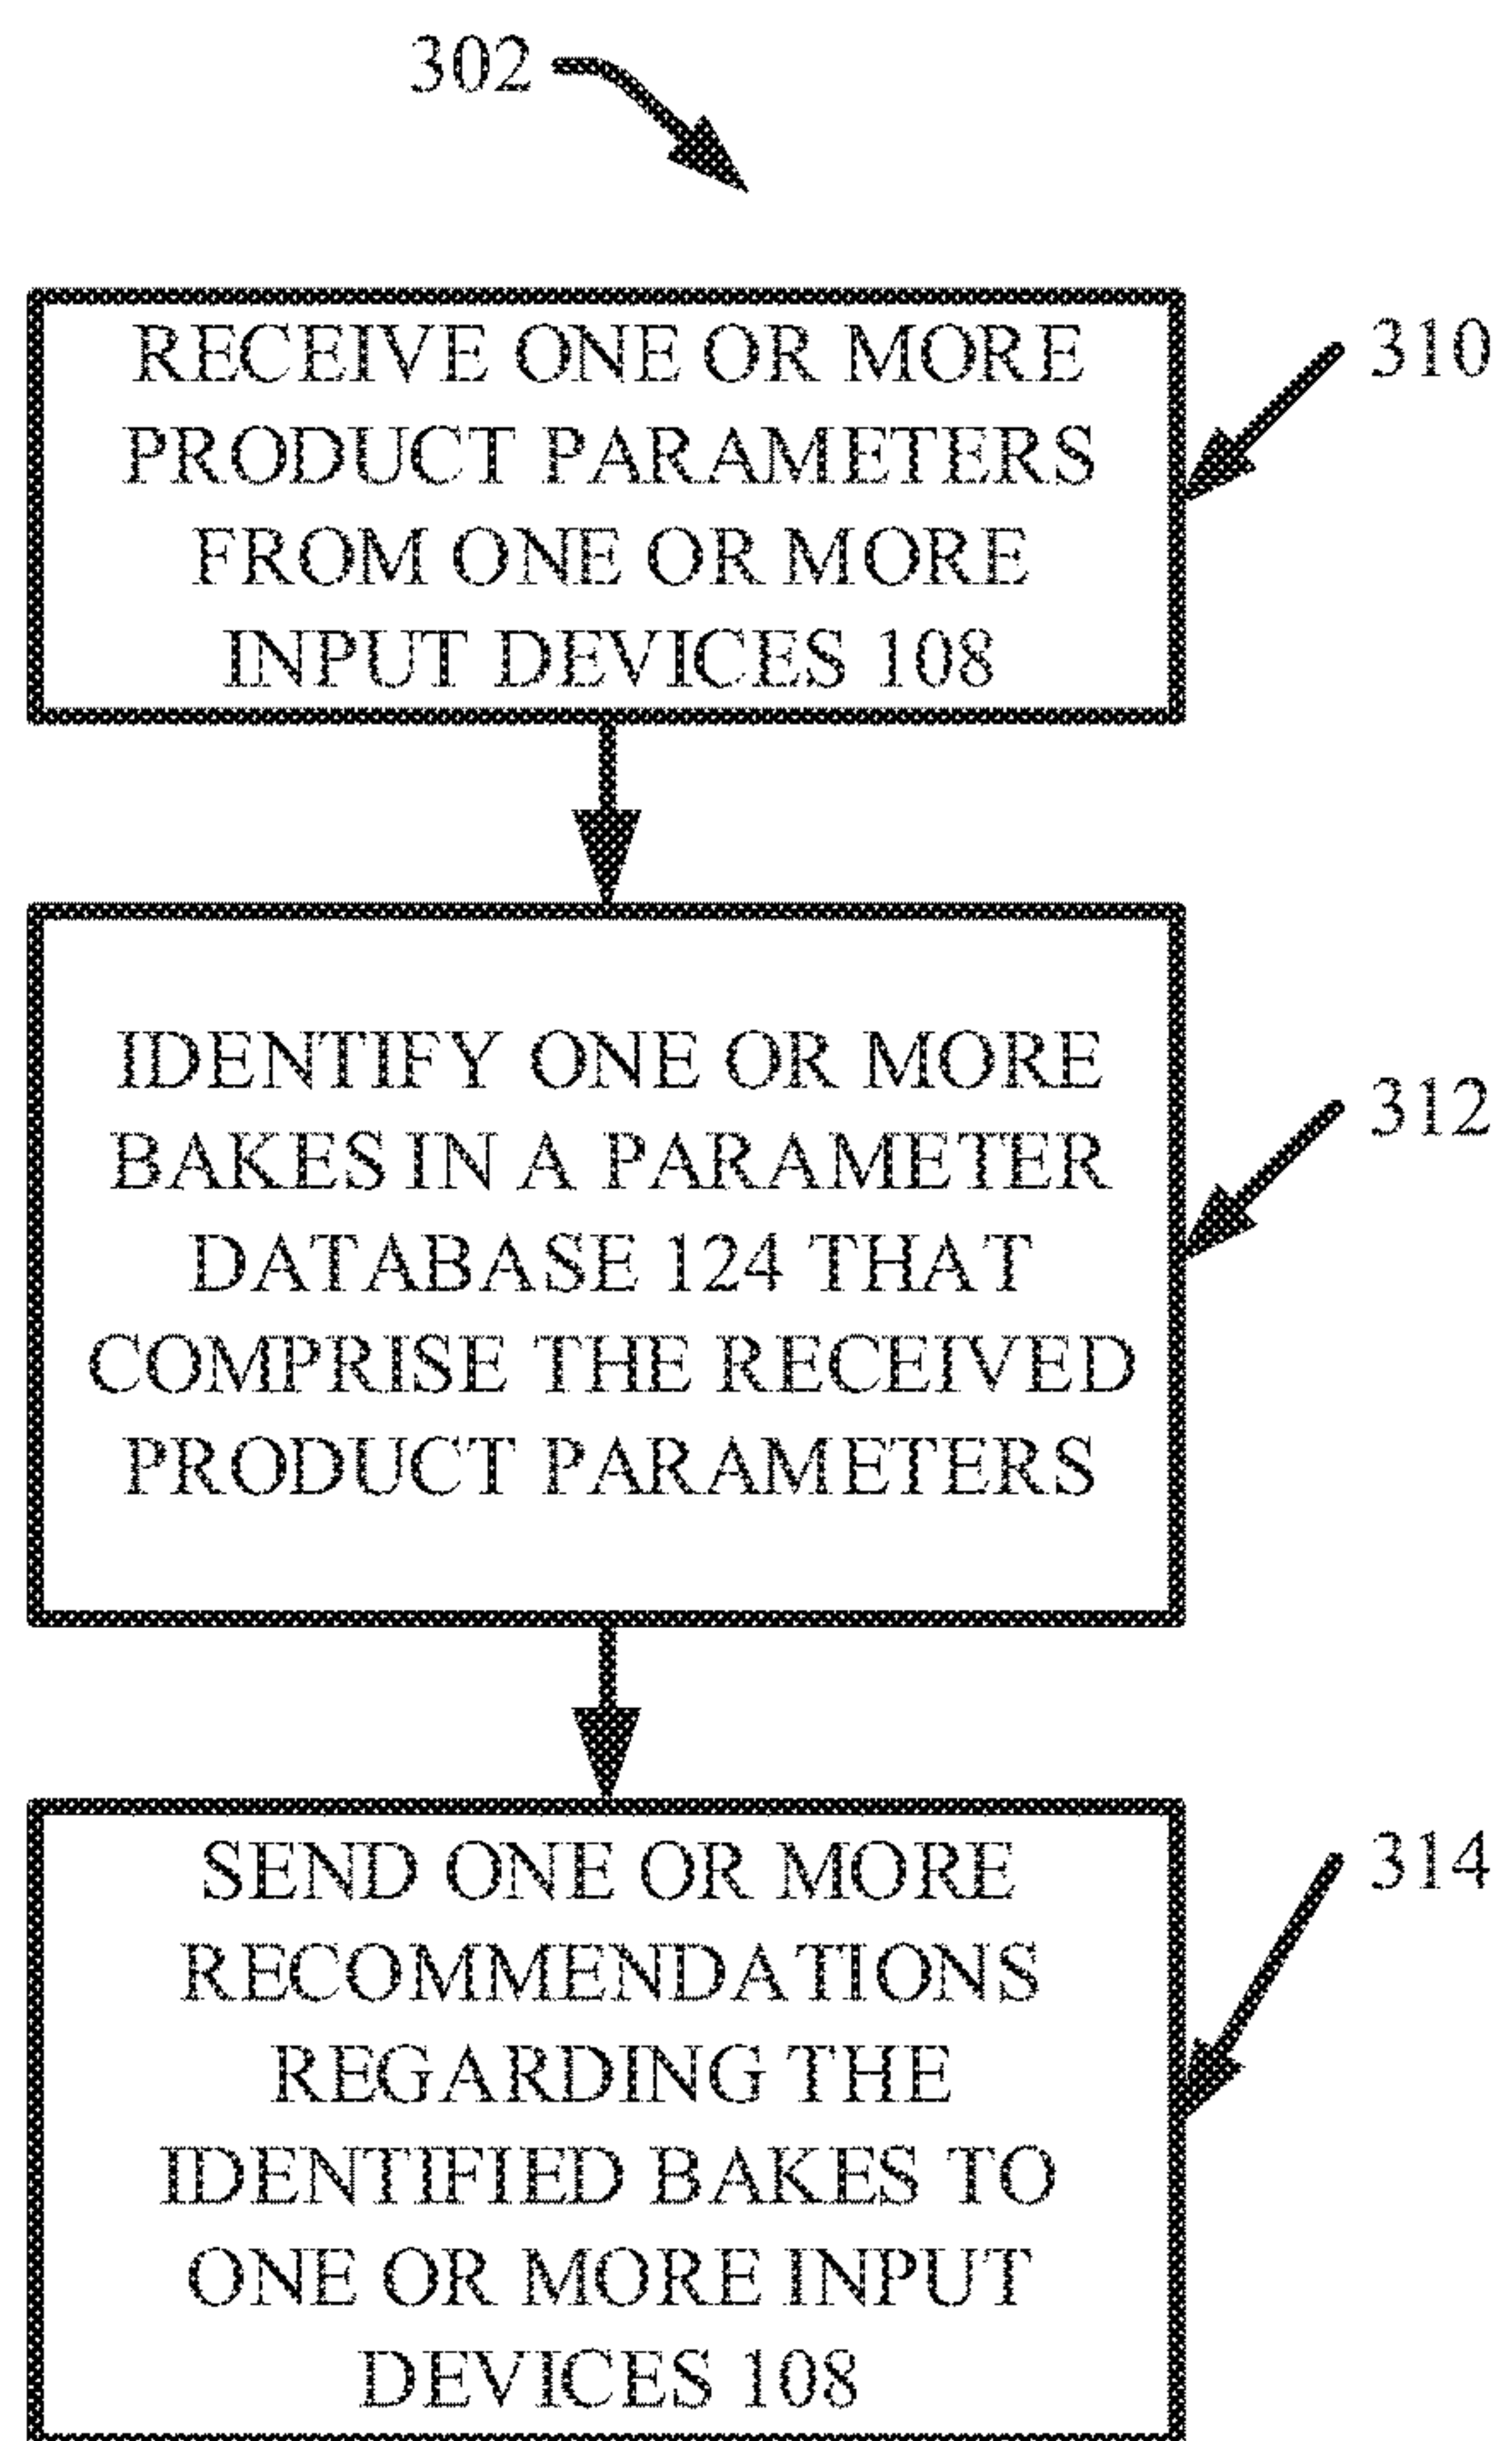 302
RECEIVE ONE OR MORE
PRODUCT PARAMETERS
FROM ONE OR MORE
INPUT DEVICES 108
310
IDENTIFY ONE OR MORE
BAKES IN A PARAMETER
DATABASE 124 THAT
COMPRISE THE RECEIVED
PRODUCT PARAMETERS
312
SEND ONE OR MORE
RECOMMENDATIONS
REGARDING THE
IDENTIFIED BAKES TO
ONE OR MORE INPUT
DEVICES 108
314